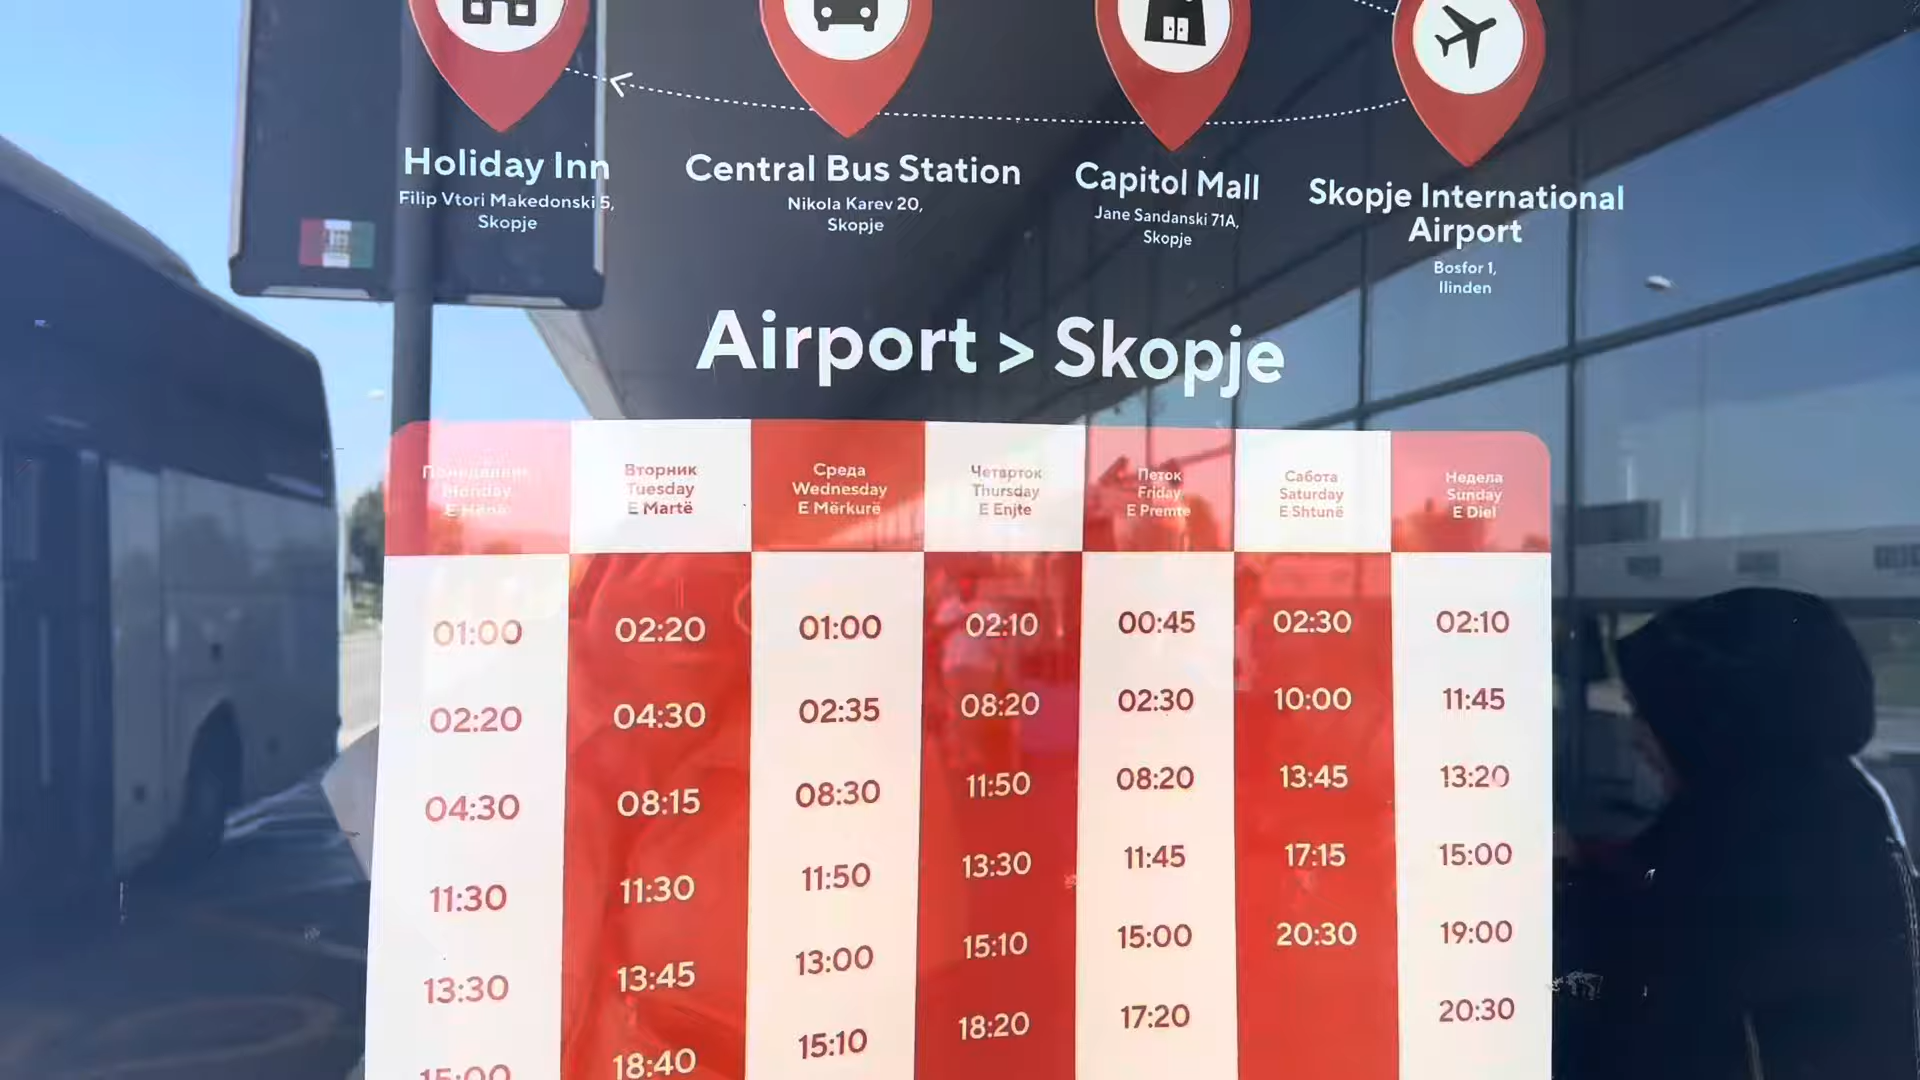 Holiday Inn
Filip Vtori Makedonski 5,
Skopje
Central Bus Station
Nikola Karev 20,
Skopje
Capitol Mall
Jane Sandanski 71A,
Skopje
Skopje International
Airport
Bosfor 1,
Ilinden
Airport > Skopje
Понеделник
Monday
E Hënë
Вторник
Tuesday
E Martë
Среда
Wednesday
E Mërkurë
Четврток
Thursday
E Enjte
Петок
Friday
E Premte
Сабота
Saturday
E Shtunë
Недела
Sunday
E Diel
01:00 02:20 01:00 02:10 00:45 02:30 02:10
02:20 04:30 02:35 08:20 02:30 10:00 11:45
04:30 08:15 08:30 11:50 08:20 13:45 13:20
11:30 11:30 11:50 13:30 11:45 17:15 15:00
13:30 13:45 13:00 15:10 15:00 20:30 19:00
15:00 18:40 15:10 18:20 17:20 20:30